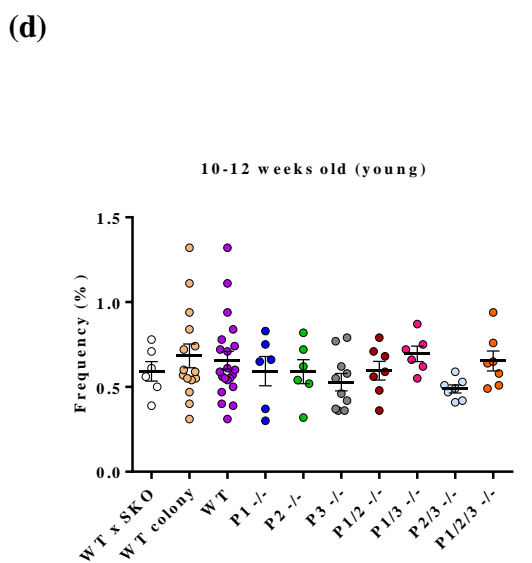 (d)
10-12 weeks old (young)
Frequency (%)
1.5
1.0
0.5
0.0
WT x SKO
WT colony
WT
P1 -/-
P2 -/-
P3 -/-
P1/2 -/-
P1/3 -/-
P2/3 -/-
P1/2/3 -/-